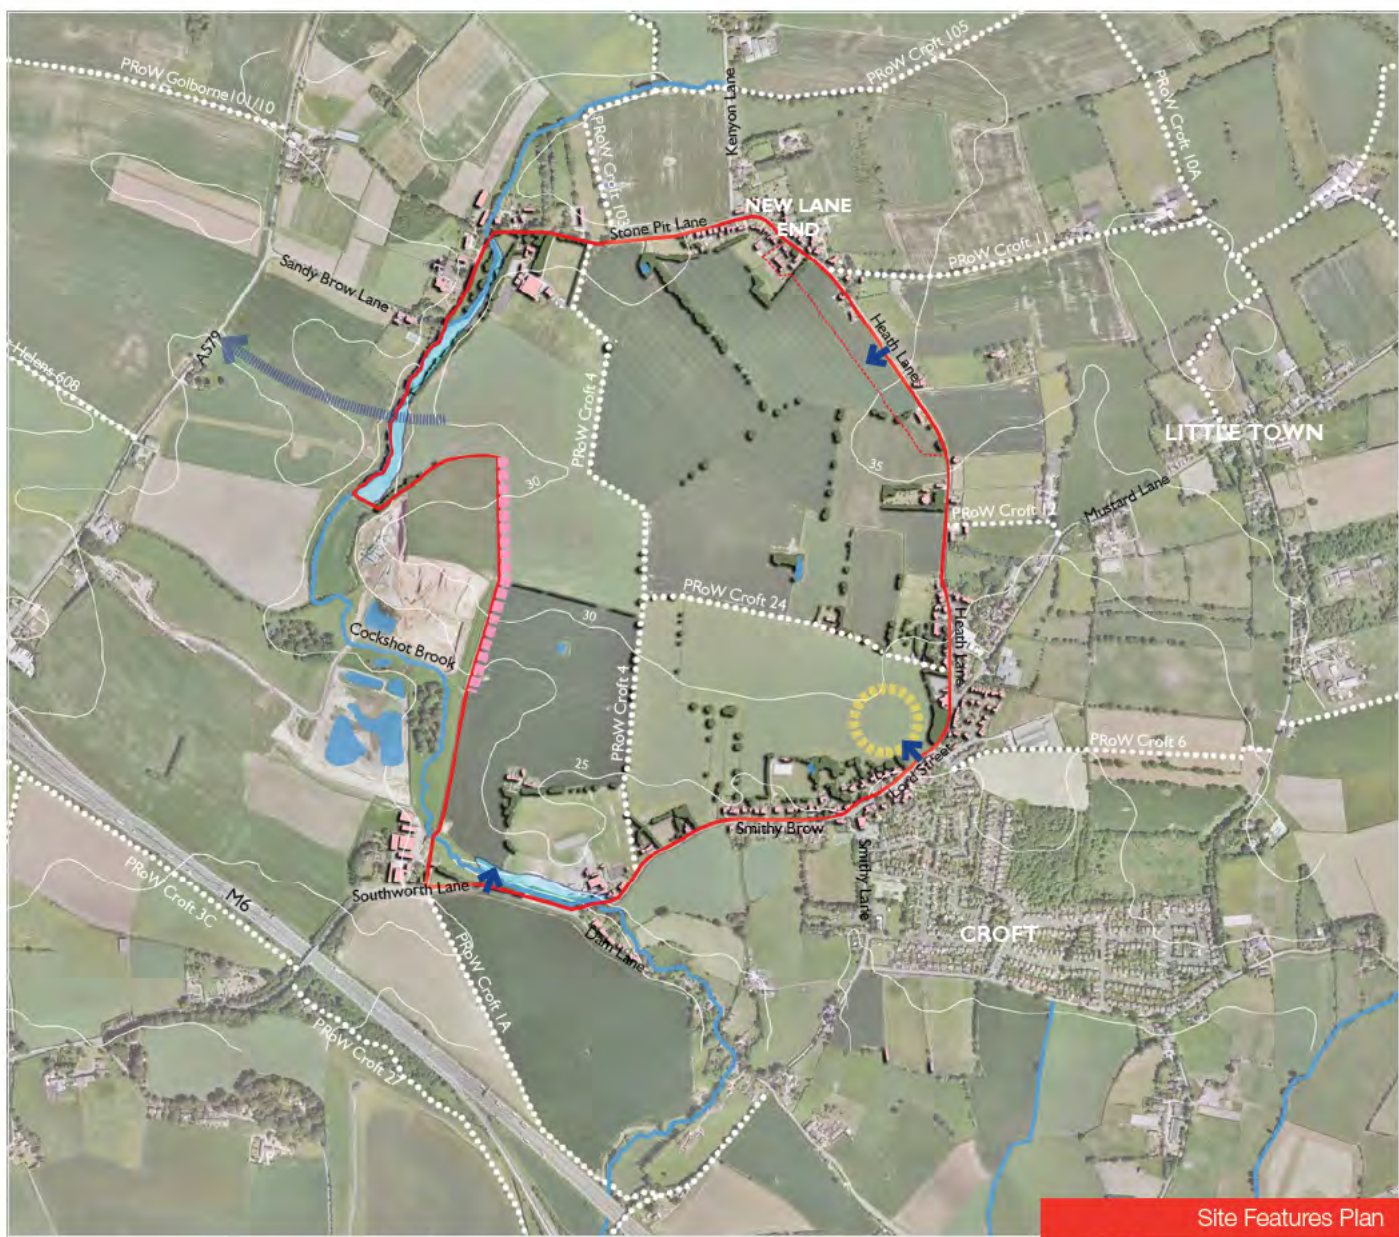 PRoW Croft 105
PRoW Golborne 101/10
Kenyon Lane
PRoW Croft 103
PRoW Croft 10A
NEW LANE
END
Stone Pit Lane
PRoW Croft 11
Sandy Brow Lane
Heath Lane
A579
Helens 608
PRoW Croft 4
LITTLE TOWN
35
30
Mustard Lane
PRoW Croft 12
PRoW Croft 24
30
Cockshot Brook
Heath Lane
PRoW Croft 4
PRoW Croft 6
25
Lord Street
Smithy Brow
Smithy Lane
Southworth Lane
M6
PRoW Croft 3C
CROFT
Dam Lane
PRoW Croft 1A
PRoW Croft 27
Site Features Plan